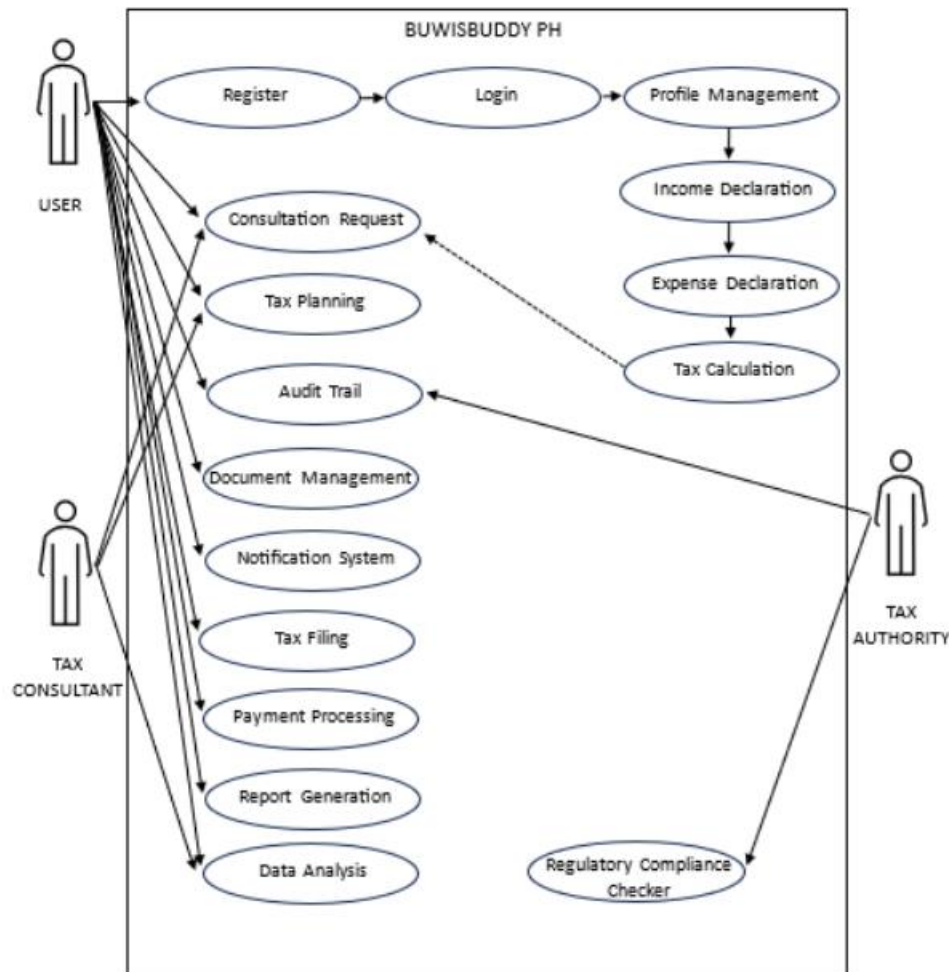 BUWISBUDDY PH
Register
Login
Profile Management
USER
Income Declaration
Consultation Request
Expense Declaration
Tax Planning
Tax Calculation
Audit Trail
Document Management
Notification System
TAX
AUTHORITY
Tax Filing
TAX
CONSULTANT
Payment Processing
Report Generation
Data Analysis
Regulatory Compliance
Checker